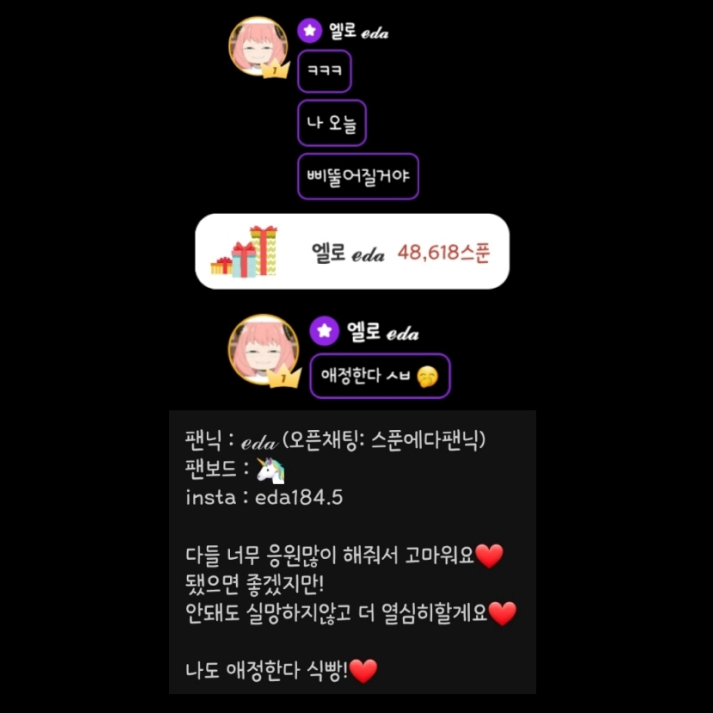 엘로 eda
ㅋㅋㅋ
나 오늘
삐뚤어질거야
엘로 eda 48,618스푼
엘로 eda
애정한다 ㅅㅂ 🤭
팬닉 : eda (오픈채팅: 스푼에다팬닉)
팬보드 : 🦄
insta : eda184.5
다들 너무 응원많이 해줘서 고마워요❤️
됐으면 좋겠지만!
안돼도 실망하지않고 더 열심히할게요❤️
나도 애정한다 식빵!❤️